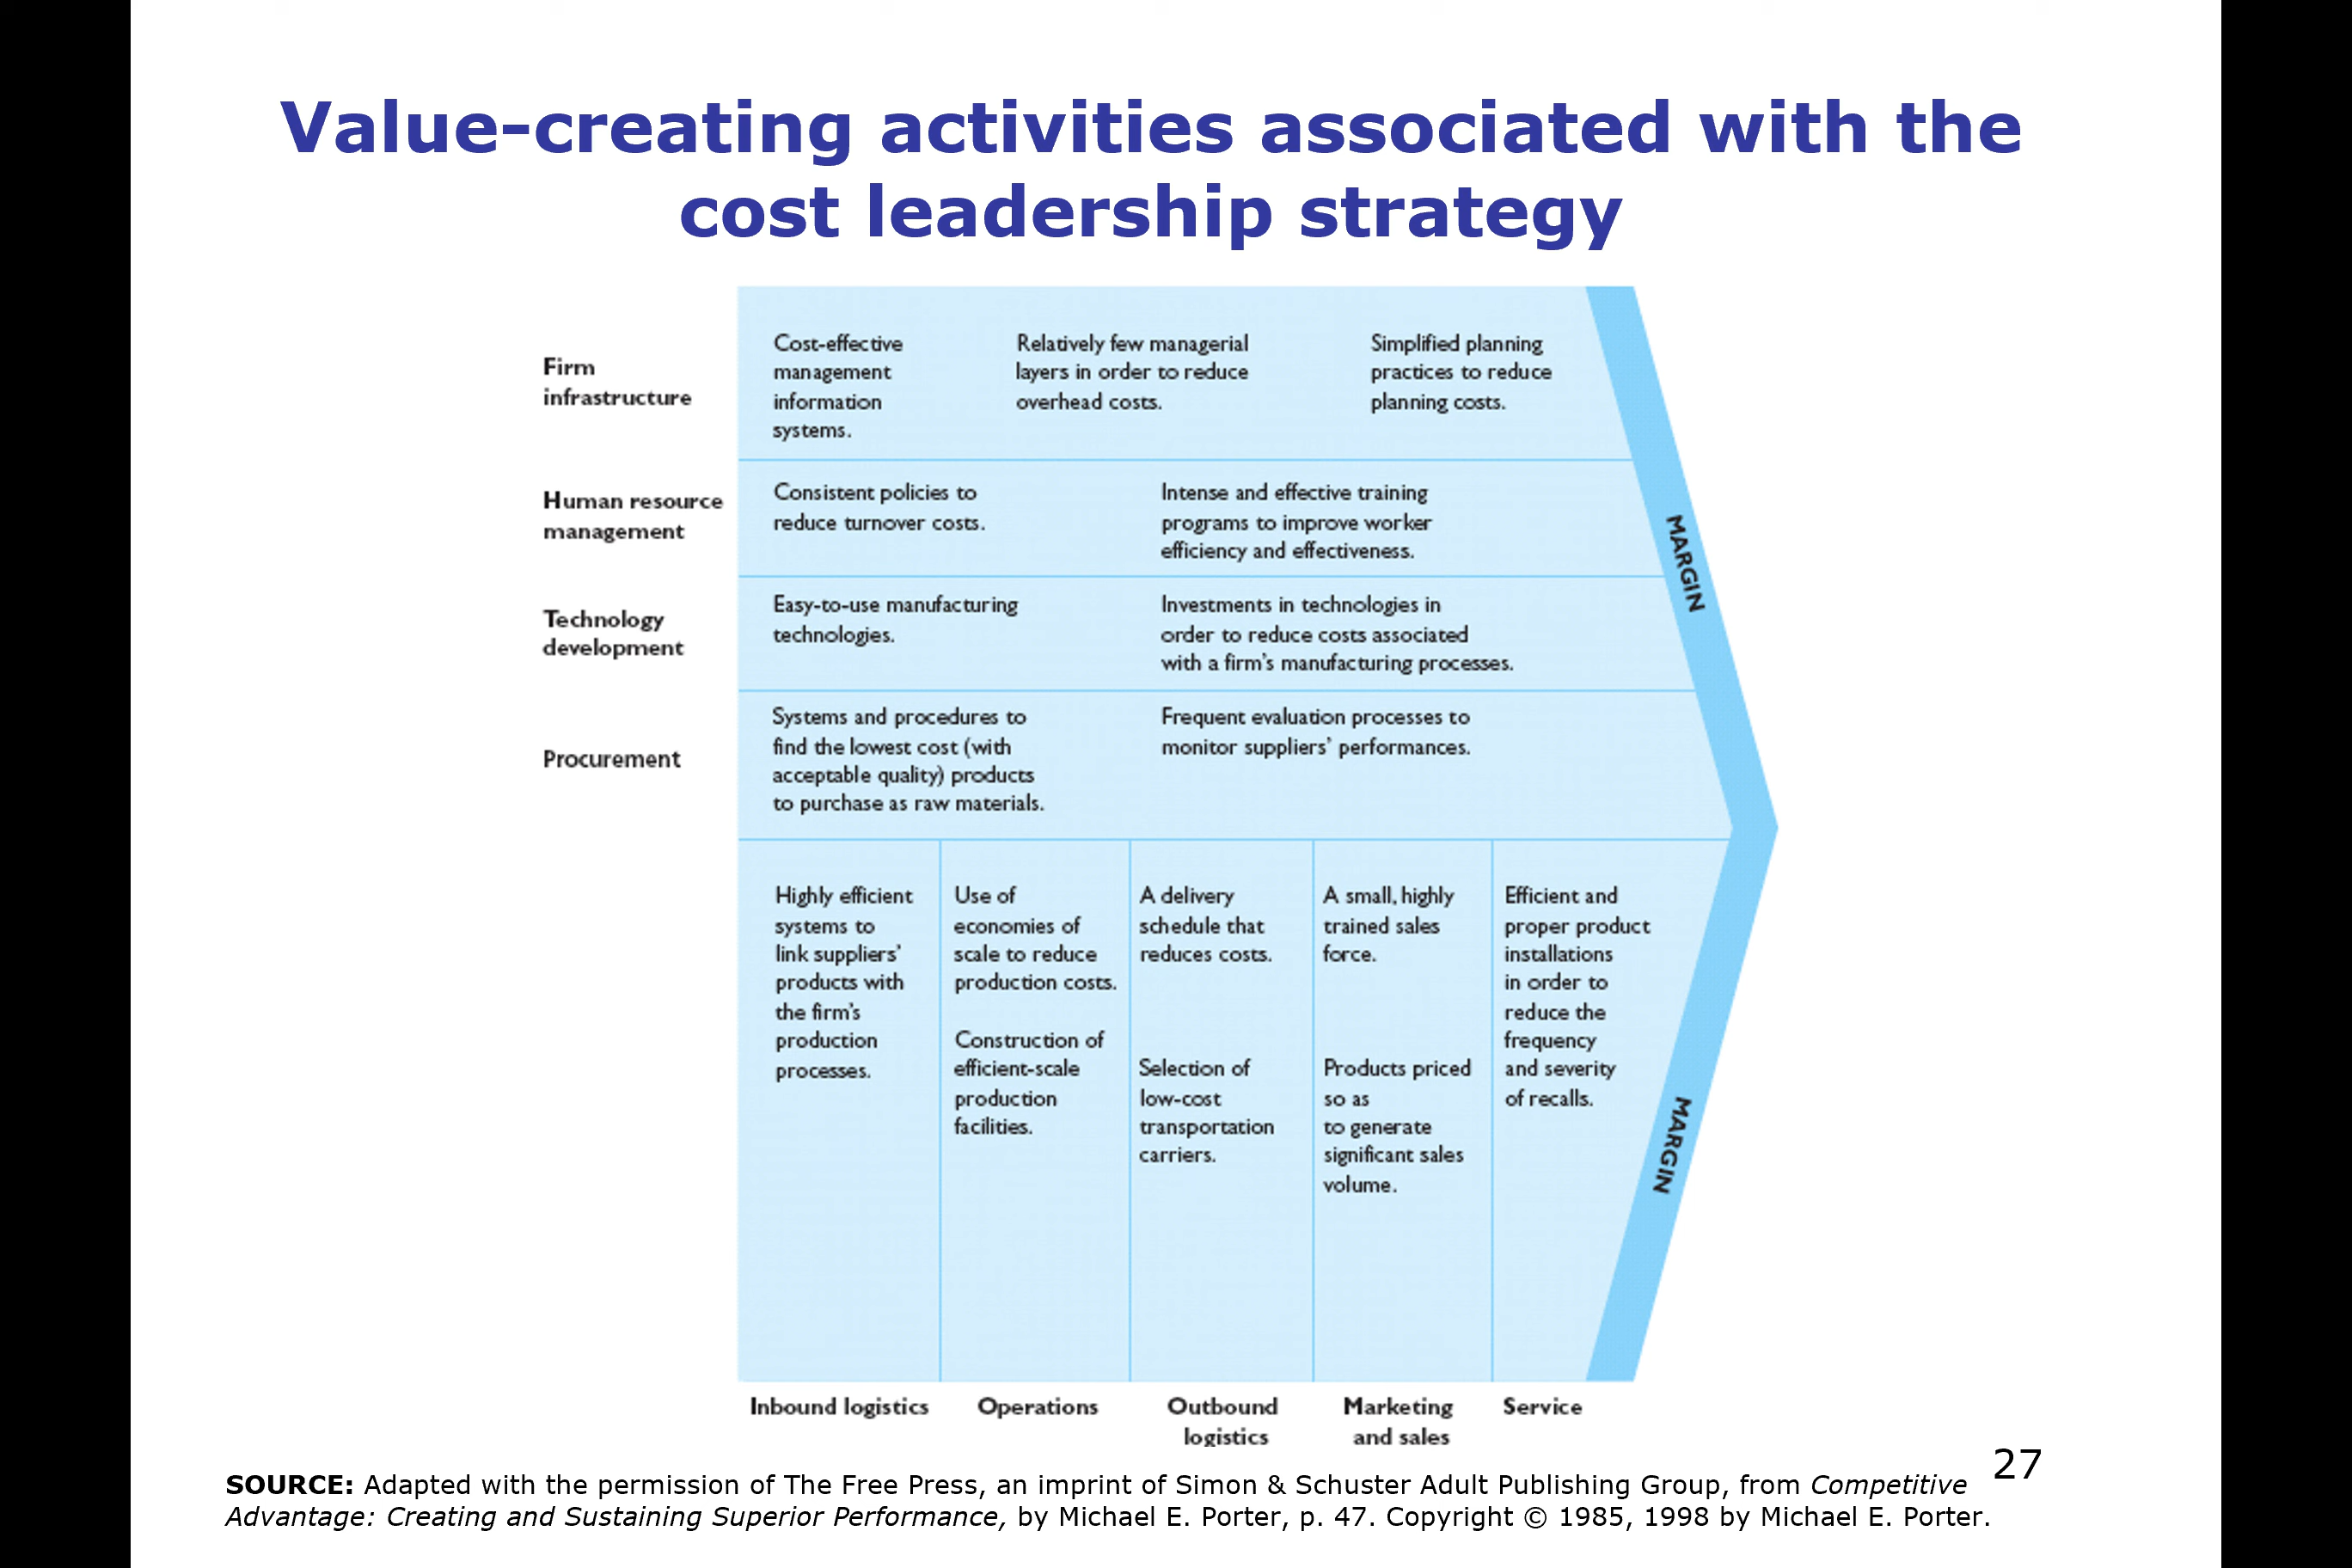 Value-creating activities associated with the
cost leadership strategy
Firm
infrastructure
Cost-effective
management
information
systems.
Relatively few managerial
layers in order to reduce
overhead costs.
Simplified planning
practices to reduce
planning costs.
Human resource
management
Consistent policies to
reduce turnover costs.
Intense and effective training
programs to improve worker
efficiency and effectiveness.
Technology
development
Easy-to-use manufacturing
technologies.
Investments in technologies in
order to reduce costs associated
with a firm's manufacturing processes.
Procurement
Systems and procedures to
find the lowest cost (with
acceptable quality) products
to purchase as raw materials.
Frequent evaluation processes to
monitor suppliers' performances.
MARGIN
Highly efficient
systems to
link suppliers'
products with
the firm's
production
processes.
Use of
economies of
scale to reduce
production costs.
Construction of
efficient-scale
production
facilities.
A delivery
schedule that
reduces costs.
Selection of
low-cost
transportation
carriers.
A small, highly
trained sales
force.
Products priced
so as
to generate
significant sales
volume.
Efficient and
proper product
installations
in order to
reduce the
frequency
and severity
of recalls.
MARGIN
Inbound logistics
Operations
Outbound
logistics
Marketing
and sales
Service
27
SOURCE: Adapted with the permission of The Free Press, an imprint of Simon & Schuster Adult Publishing Group, from Competitive
Advantage: Creating and Sustaining Superior Performance, by Michael E. Porter, p. 47. Copyright © 1985, 1998 by Michael E. Porter.